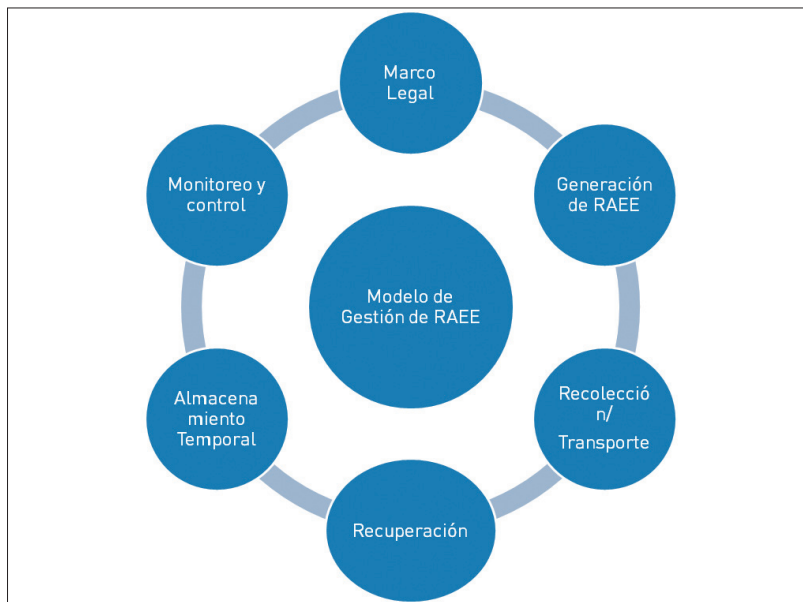 Marco
Legal
Generación
de RAEE
Recolecció
n/
Transporte
Recuperación
Almacena
miento
Temporal
Monitoreo y
control
Modelo de
Gestión de RAEE